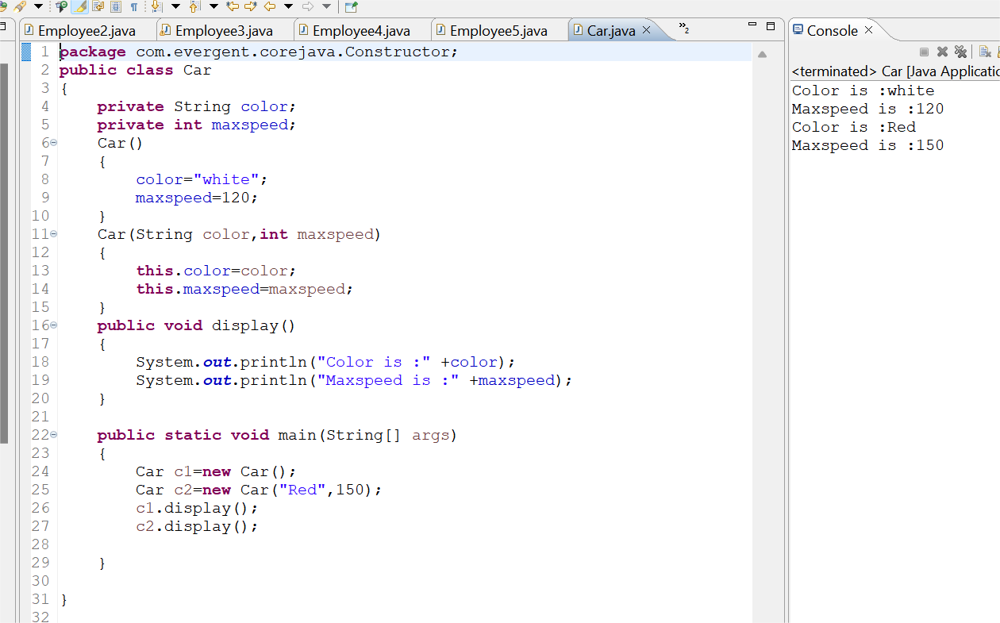 Employee2.java Employee3.java Employee4.java Employee5.java Car.java »2
1 package com.evergent.corejava.Constructor;
2 public class Car
3 {
4 private String color;
5 private int maxspeed;
6 Car()
7 {
8 color="white";
9 maxspeed=120;
10 }
11 Car(String color,int maxspeed)
12 {
13 this.color=color;
14 this.maxspeed=maxspeed;
15 }
16 public void display()
17 {
18 System.out.println("Color is :" +color);
19 System.out.println("Maxspeed is :" +maxspeed);
20 }
21
22 public static void main(String[] args)
23 {
24 Car c1=new Car();
25 Car c2=new Car("Red",150);
26 c1.display();
27 c2.display();
28
29 }
30
31 }
32
Console
<terminated> Car [Java Applicatio
Color is :white
Maxspeed is :120
Color is :Red
Maxspeed is :150